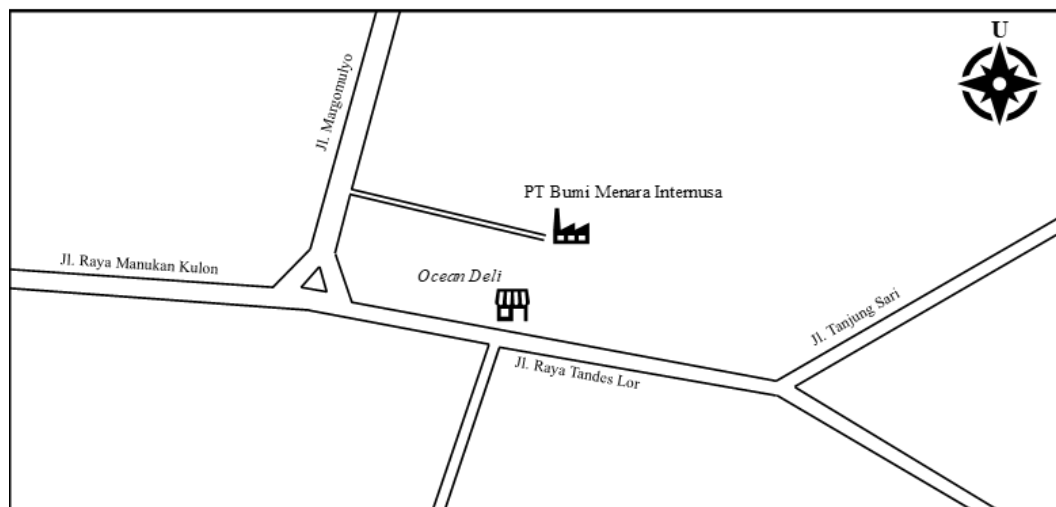 U
Jl. Margomulyo
PT Bumi Menara Internusa
Jl. Raya Manukan Kulon
Ocean Deli
Jl. Tanjung Sari
Jl. Raya Tandes Lor